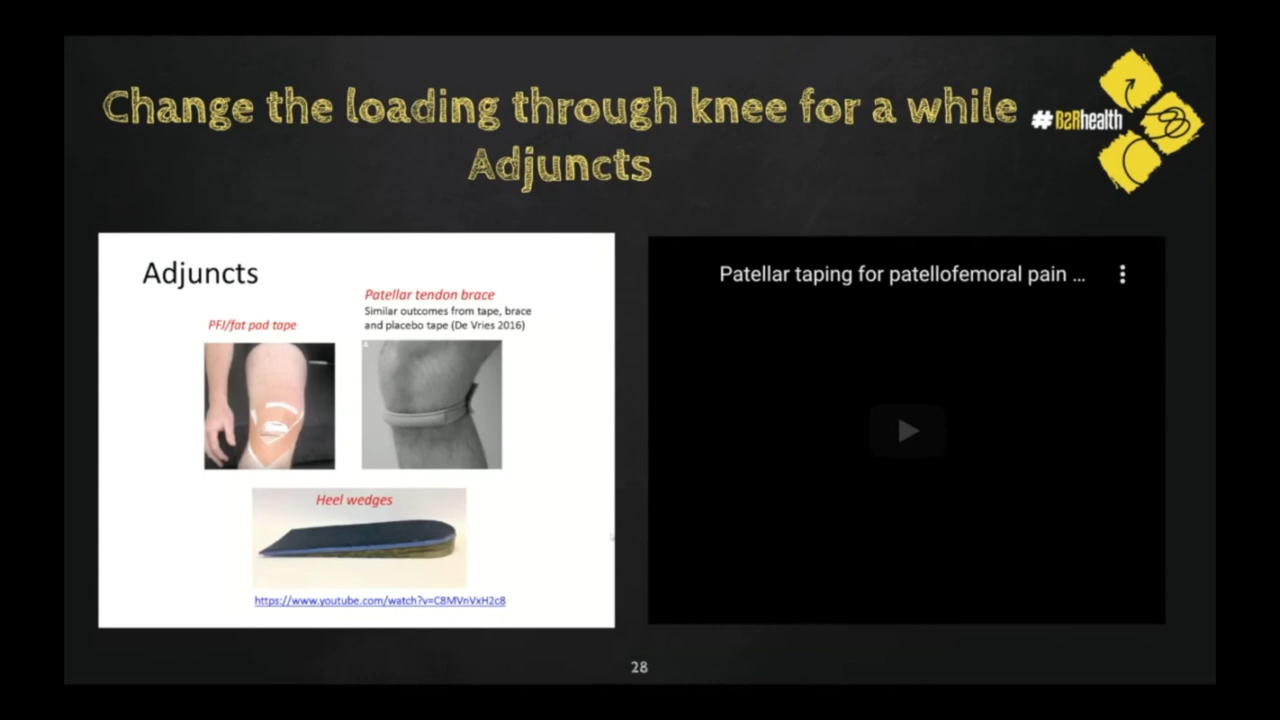 Change the loading through knee for a while
Adjuncts
#B2Rhealth
Adjuncts
Patellar tendon brace
Similar outcomes from tape, brace
and placebo tape (De Vries 2016)
PFJ/fat pad tape
Heel wedges
https://www.youtube.com/watch?v=C8MVnVxH2c8
Patellar taping for patellofemoral pain ...
28